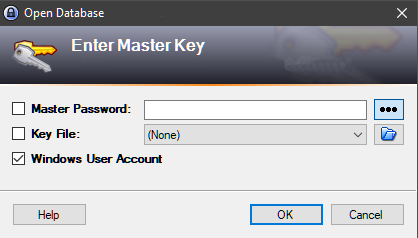 Open Database
Enter Master Key
Master Password:
Key File: (None)
Windows User Account
Help OK Cancel